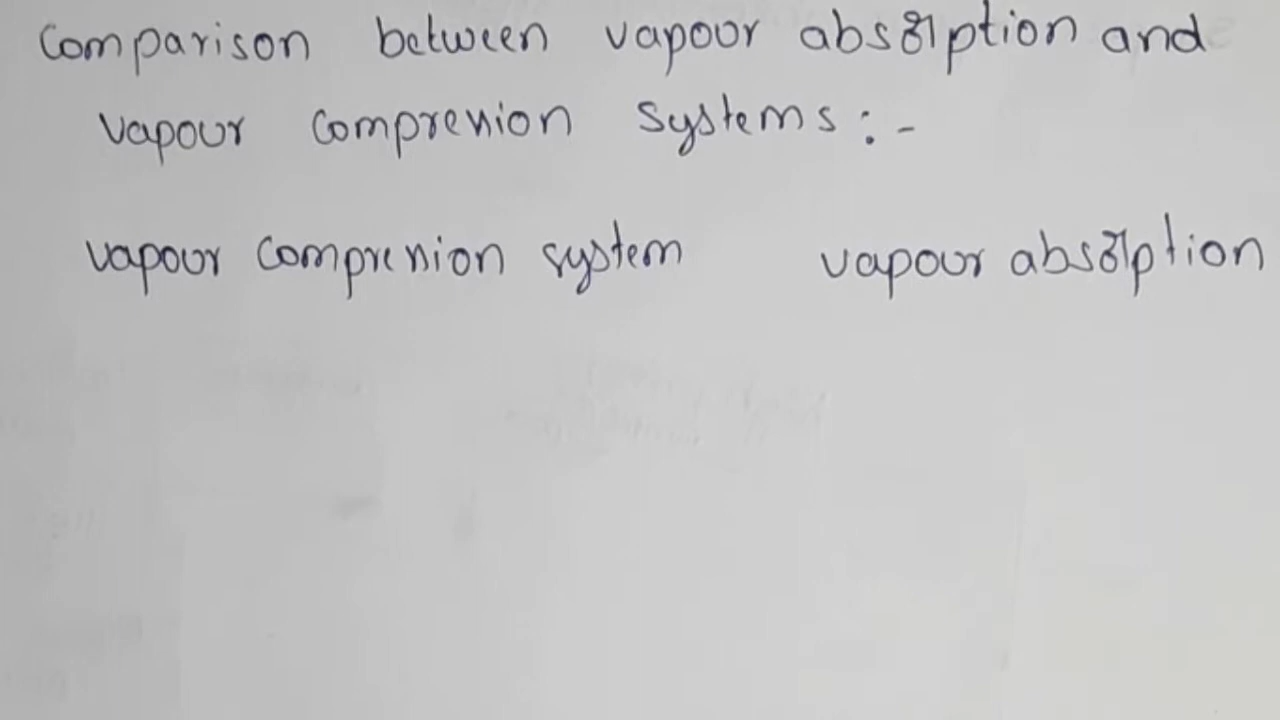 Comparison between vapour absorption and
vapour compression systems :-
vapour compression system vapour absorption